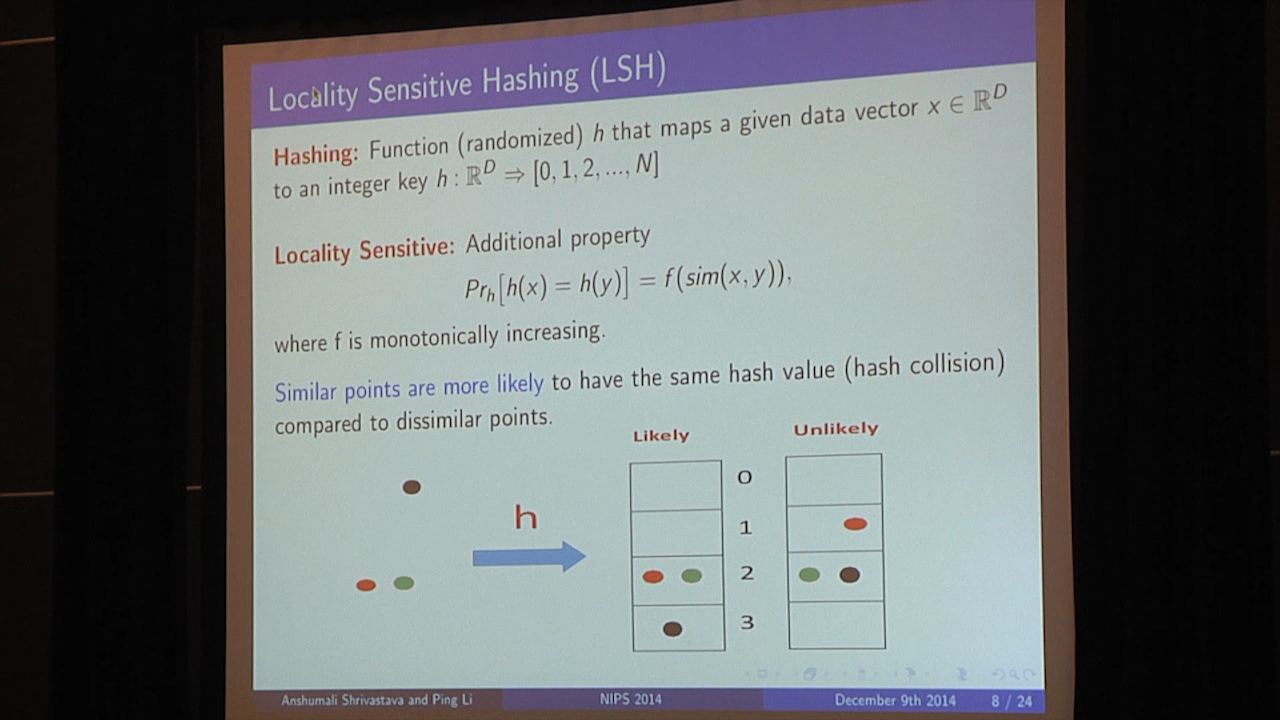 Locality Sensitive Hashing (LSH)
Hashing: Function (randomized) h that maps a given data vector x ∈ ℝ^D
to an integer key h : ℝ^D ⇒ [0, 1, 2, ..., N]
Locality Sensitive: Additional property
Pr_h[h(x) = h(y)] = f(sim(x, y)),
where f is monotonically increasing.
Similar points are more likely to have the same hash value (hash collision)
compared to dissimilar points.
Likely
Unlikely
h
0
1
2
3
Anshumali Shrivastava and Ping Li
NIPS 2014
December 9th 2014
8 / 24